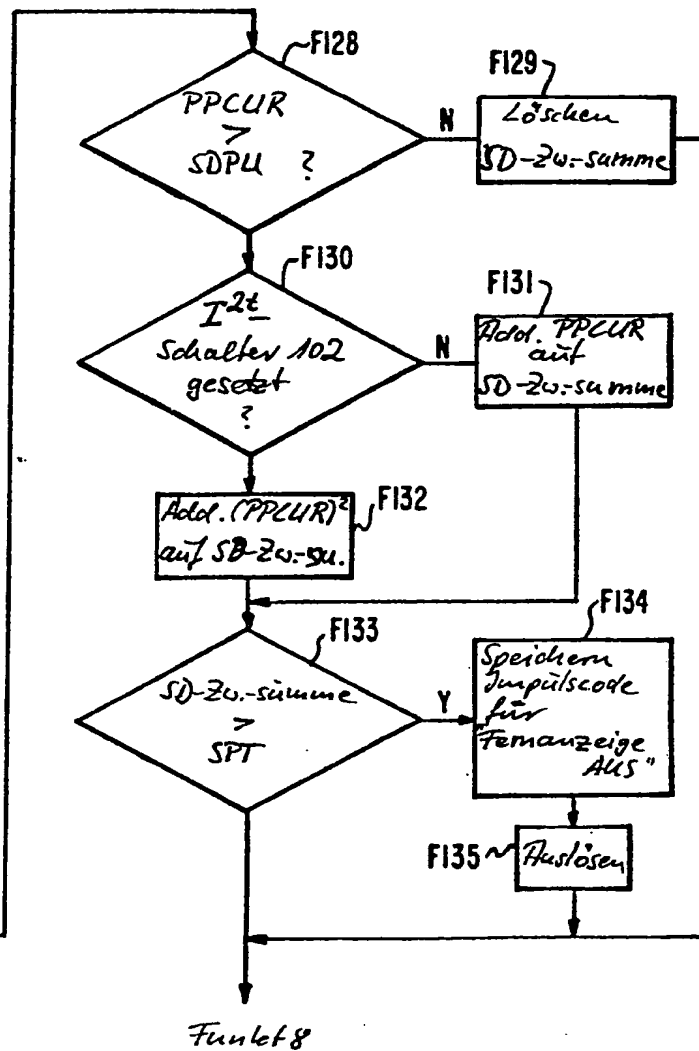 F128
PPCUR
>
SDPU ?
N
F129
Löschen
SD-Zw.-summe
F130
I²t-
Schalter 102
gesetzt
?
N
F131
Add. PPCUR
auf
SD-Zw.-summe
Add. (PPCUR)²
auf SD-Zw.-su.
F132
F133
SD-Zw.-summe
>
SPT
Y
F134
Speichern
Impulscode
für
"Fernanzeige
AUS"
F135
Auslösen
Funkt 8